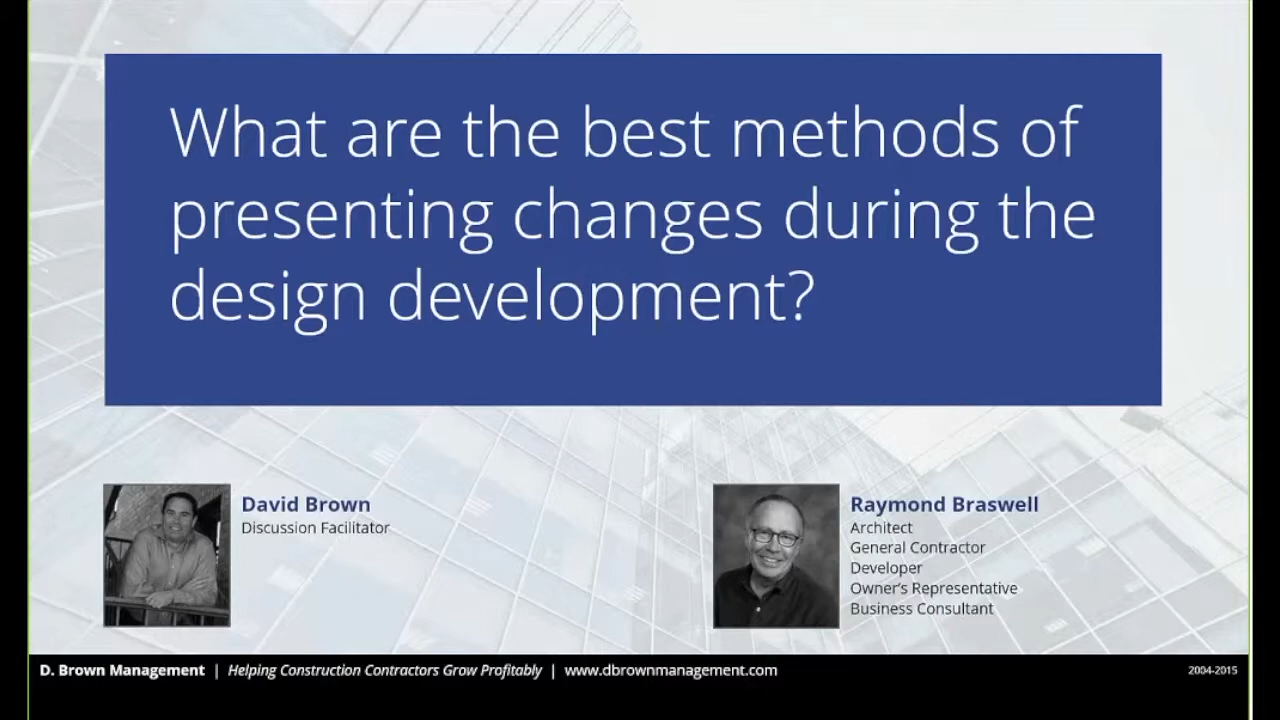 What are the best methods of
presenting changes during the
design development?
David Brown
Discussion Facilitator
Raymond Braswell
Architect
General Contractor
Developer
Owner's Representative
Business Consultant
D. Brown Management | Helping Construction Contractors Grow Profitably | www.dbrownmanagement.com
2004-2015